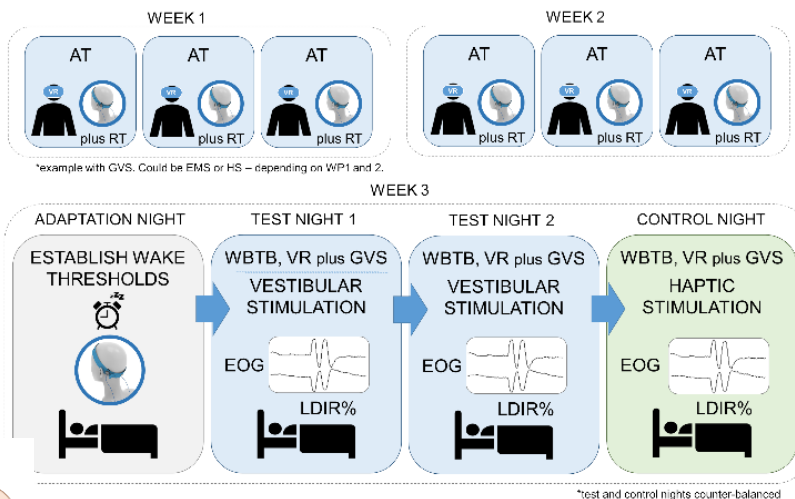 WEEK 1
AT
VR
plus RT
AT
VR
plus RT
AT
VR
plus RT
*example with GVS. Could be EMS or HS – depending on WP1 and 2.
WEEK 2
AT
VR
plus RT
AT
VR
plus RT
AT
VR
plus RT
WEEK 3
ADAPTATION NIGHT
ESTABLISH WAKE
THRESHOLDS
zzz
TEST NIGHT 1
WBTB, VR plus GVS
VESTIBULAR
STIMULATION
EOG
LDIR%
TEST NIGHT 2
WBTB, VR plus GVS
VESTIBULAR
STIMULATION
EOG
LDIR%
CONTROL NIGHT
WBTB, VR plus GVS
HAPTIC
STIMULATION
EOG
LDIR%
*test and control nights counter-balanced